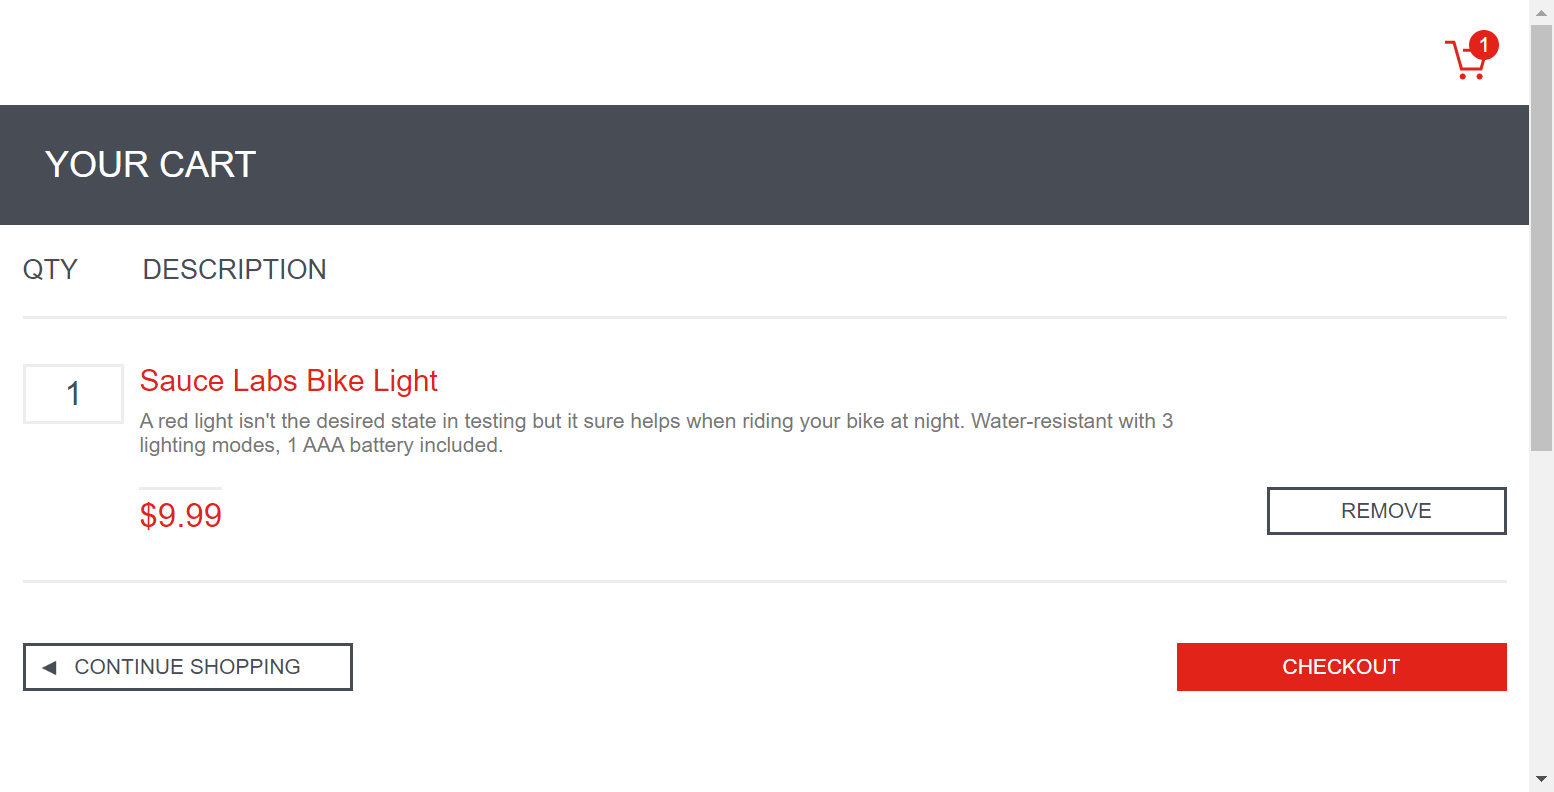 1
YOUR CART
QTY DESCRIPTION
1
Sauce Labs Bike Light
A red light isn't the desired state in testing but it sure helps when riding your bike at night. Water-resistant with 3
lighting modes, 1 AAA battery included.
$9.99
REMOVE
CONTINUE SHOPPING
CHECKOUT